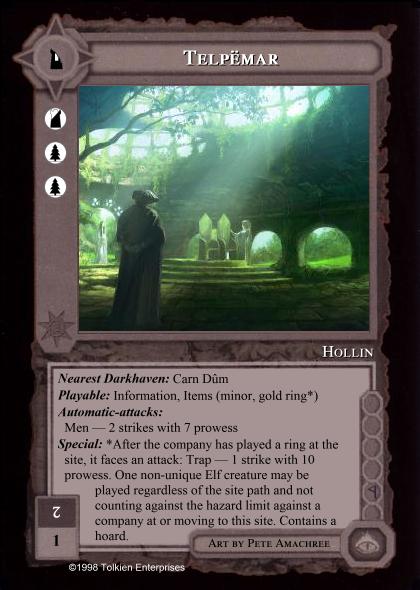 TELPËMAR
HOLLIN
Nearest Darkhaven: Carn Dûm
Playable: Information, Items (minor, gold ring*)
Automatic-attacks:
Men — 2 strikes with 7 prowess
Special: *After the company has played a ring at the
site, it faces an attack: Trap — 1 strike with 10
prowess. One non-unique Elf creature may be
played regardless of the site path and not
counting against the hazard limit against a
company at or moving to this site. Contains a
hoard.
2
1
ART BY PETE AMACHREE
©1998 Tolkien Enterprises